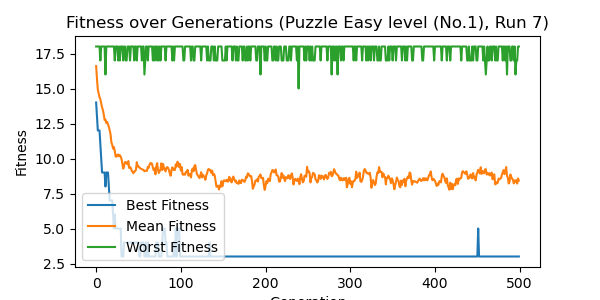 Fitness over Generations (Puzzle Easy level (No.1), Run 7)
17.5
15.0
12.5
10.0
7.5
5.0
2.5
Fitness
Best Fitness
Mean Fitness
Worst Fitness
0 100 200 300 400 500
Generation